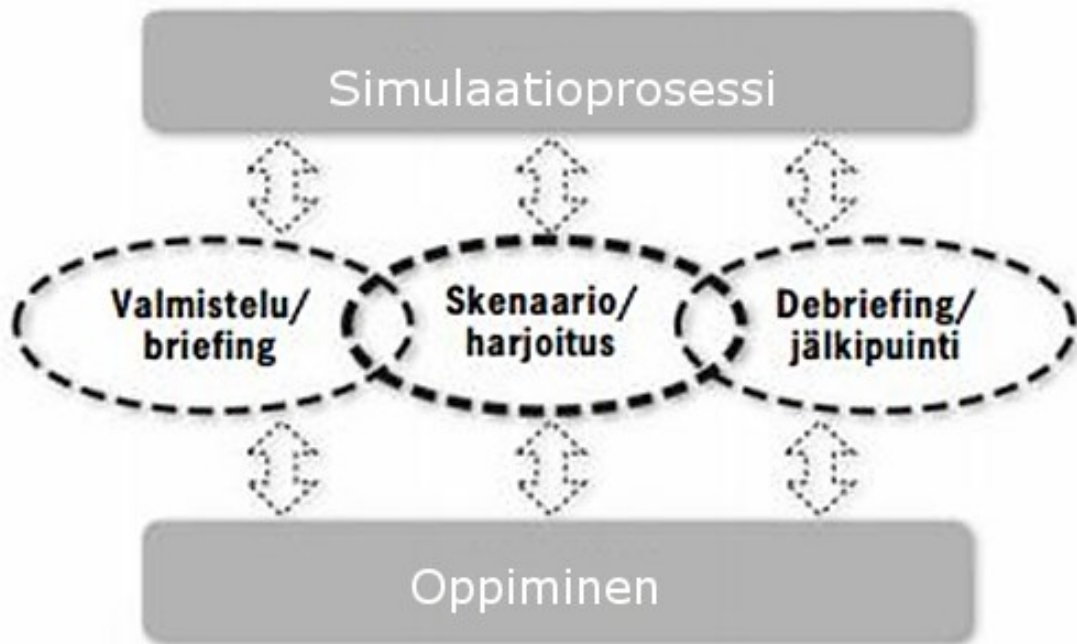 Simulaatioprosessi
Valmistelu/
briefing
Skenaario/
harjoitus
Debriefing/
jälkipuinti
Oppiminen